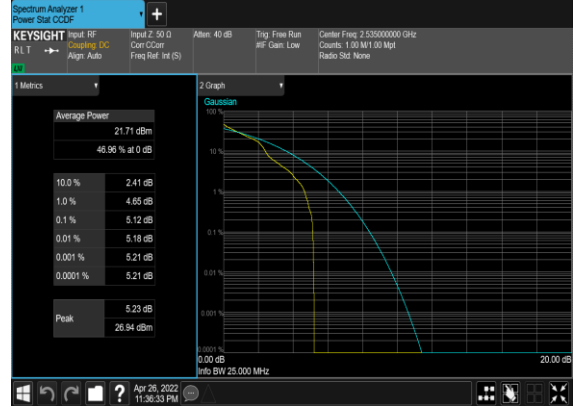 Spectrum Analyzer 1
Power Stat CCDF
KEYSIGHT
RLT
LU
Input: RF
Coupling: DC
Align: Auto
Input Z: 50 Ω
Corr CCorr
Freq Ref: Int (S)
Atten: 40 dB
Trig: Free Run
#IF Gain: Low
Center Freq: 2.535000000 GHz
Counts: 1.00 M/1.00 Mpt
Radio Std: None
1 Metrics
Average Power
21.71 dBm
46.96 % at 0 dB
10.0 % 2.41 dB
1.0 % 4.65 dB
0.1 % 5.12 dB
0.01 % 5.18 dB
0.001 % 5.21 dB
0.0001 % 5.21 dB
Peak
5.23 dB
26.94 dBm
2 Graph
Gaussian
100 %
10 %
1 %
0.1 %
0.01 %
0.001 %
0.0001 %
0.00 dB 20.00 dB
Info BW 25.000 MHz
Apr 26, 2022
11:36:33 PM